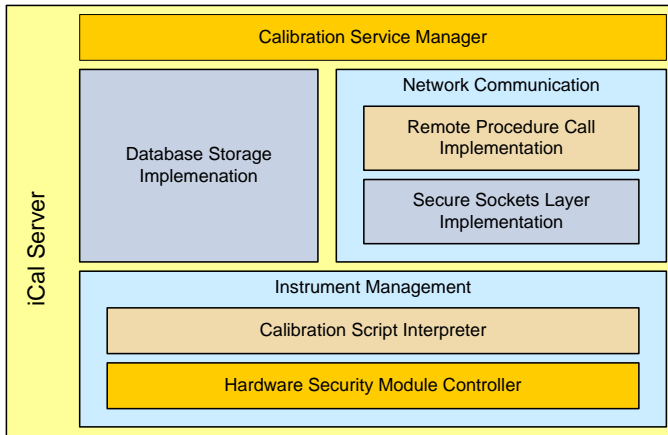 iCal Server
Calibration Service Manager
Database Storage
Implemenation
Network Communication
Remote Procedure Call
Implementation
Secure Sockets Layer
Implementation
Instrument Management
Calibration Script Interpreter
Hardware Security Module Controller